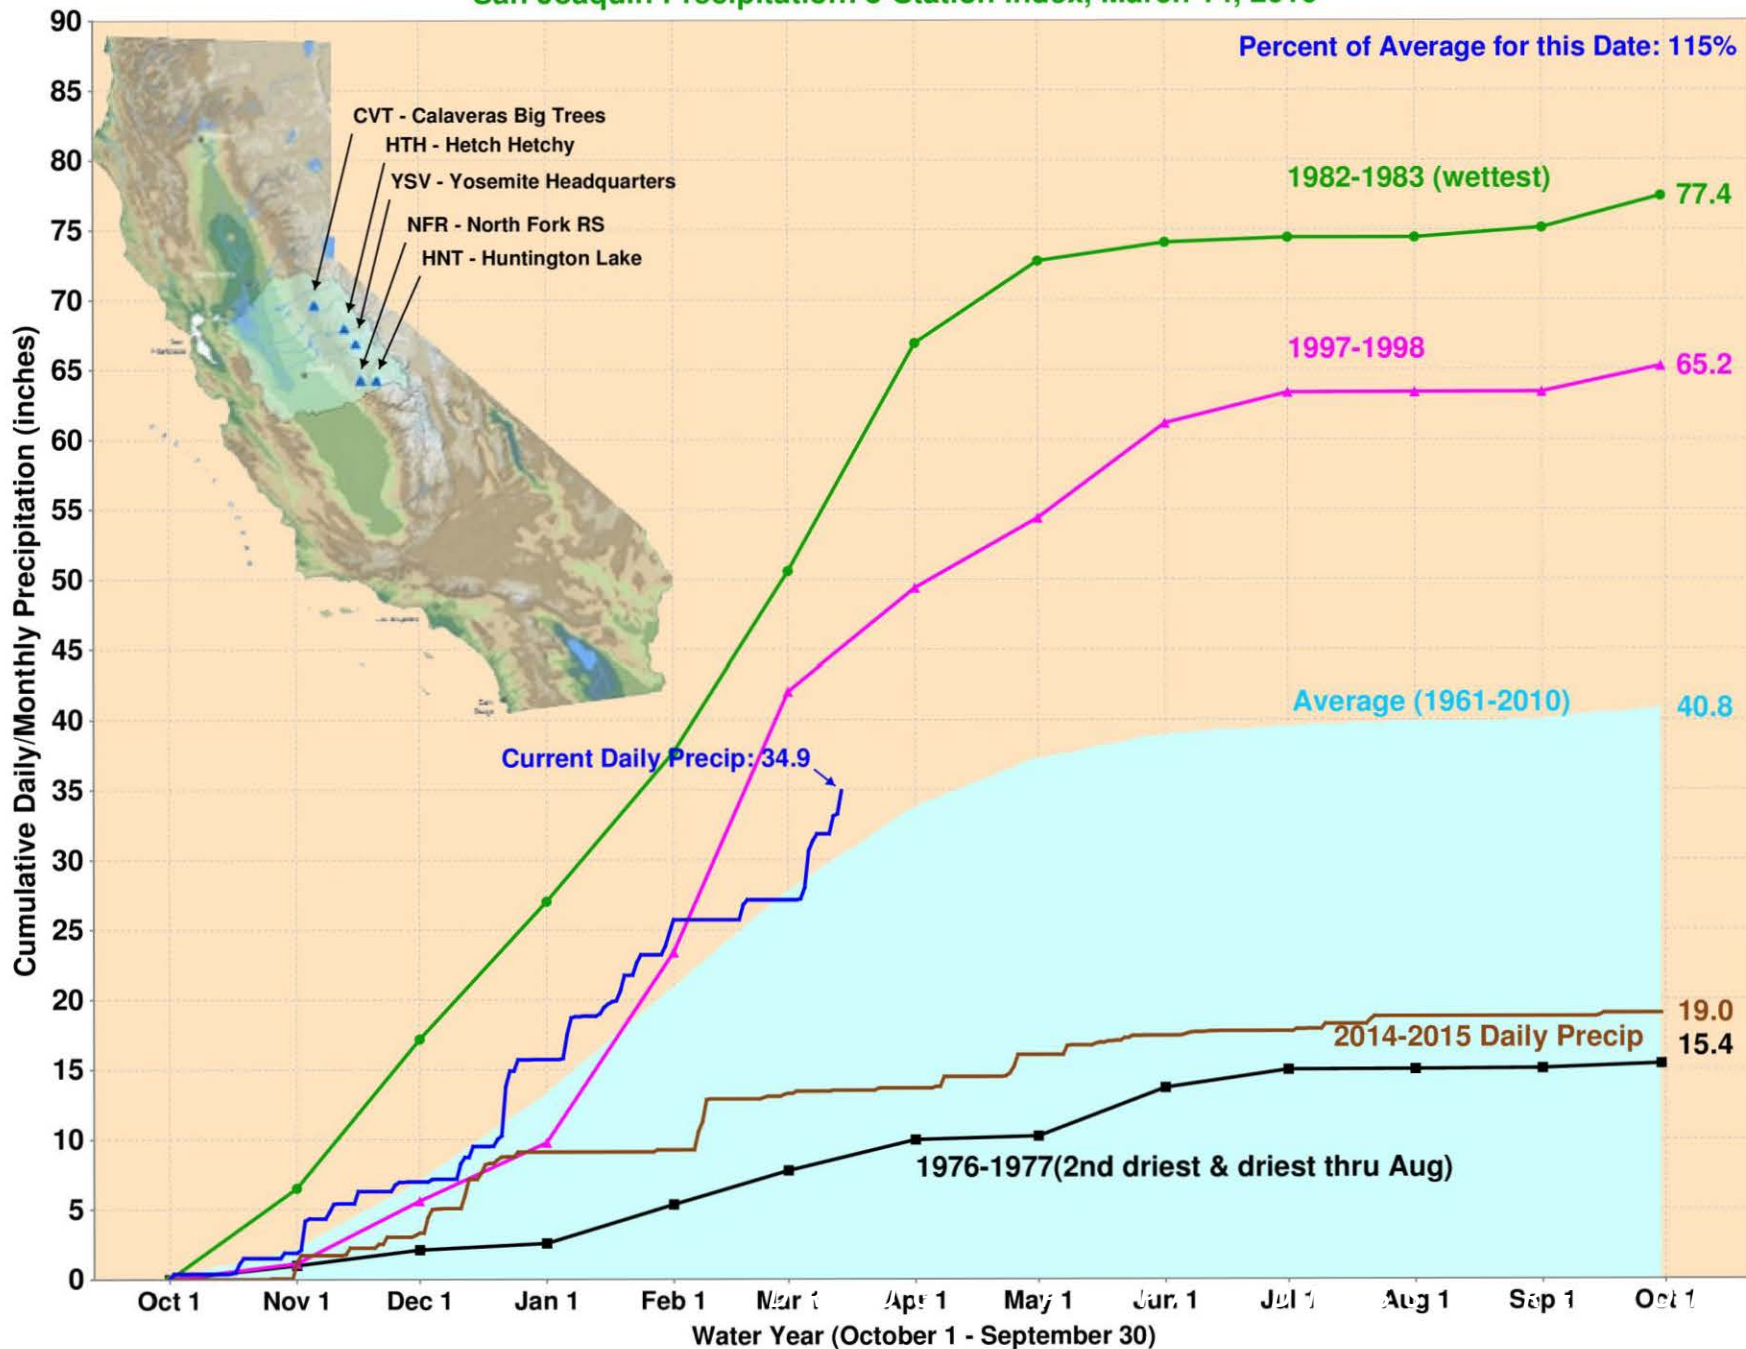 90
Percent of Average for this Date: 115%
85
CVT - Calaveras Big Trees
HTH - Hetch Hetchy
80
YSV - Yosemite Headquarters
1982-1983 (wettest)
77.4
NFR - North Fork RS
75
HNT - Huntington Lake
70
1997-1998
65.2
65
60
55
50
45
Average (1961-2010)
40.8
40
Current Daily Precip: 34.9
35
30
25
20
19.0
2014-2015 Daily Precip
15.4
15
10
1976-1977(2nd driest & driest thru Aug)
5
0
Cumulative Daily/Monthly Precipitation (inches)
Oct 1 Nov 1 Dec 1 Jan 1 Feb 1 Mar 1 Apr 1 May 1 Jun 1 Jul 1 Aug 1 Sep 1 Oct 1
Water Year (October 1 - September 30)